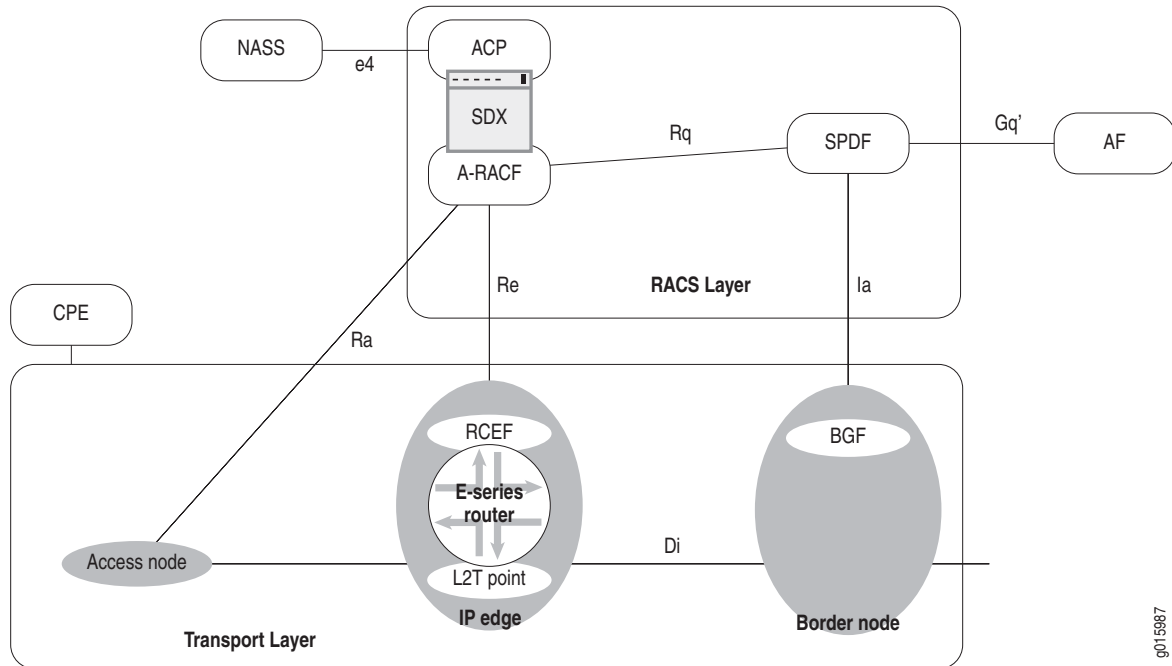 NASS
e4
ACP
SDX
A-RACF
Rq
SPDF
Gq'
AF
Re
RACS Layer
Ia
CPE
Ra
RCEF
E-series
router
BGF
Access node
Di
L2T point
IP edge
Border node
Transport Layer
g015987